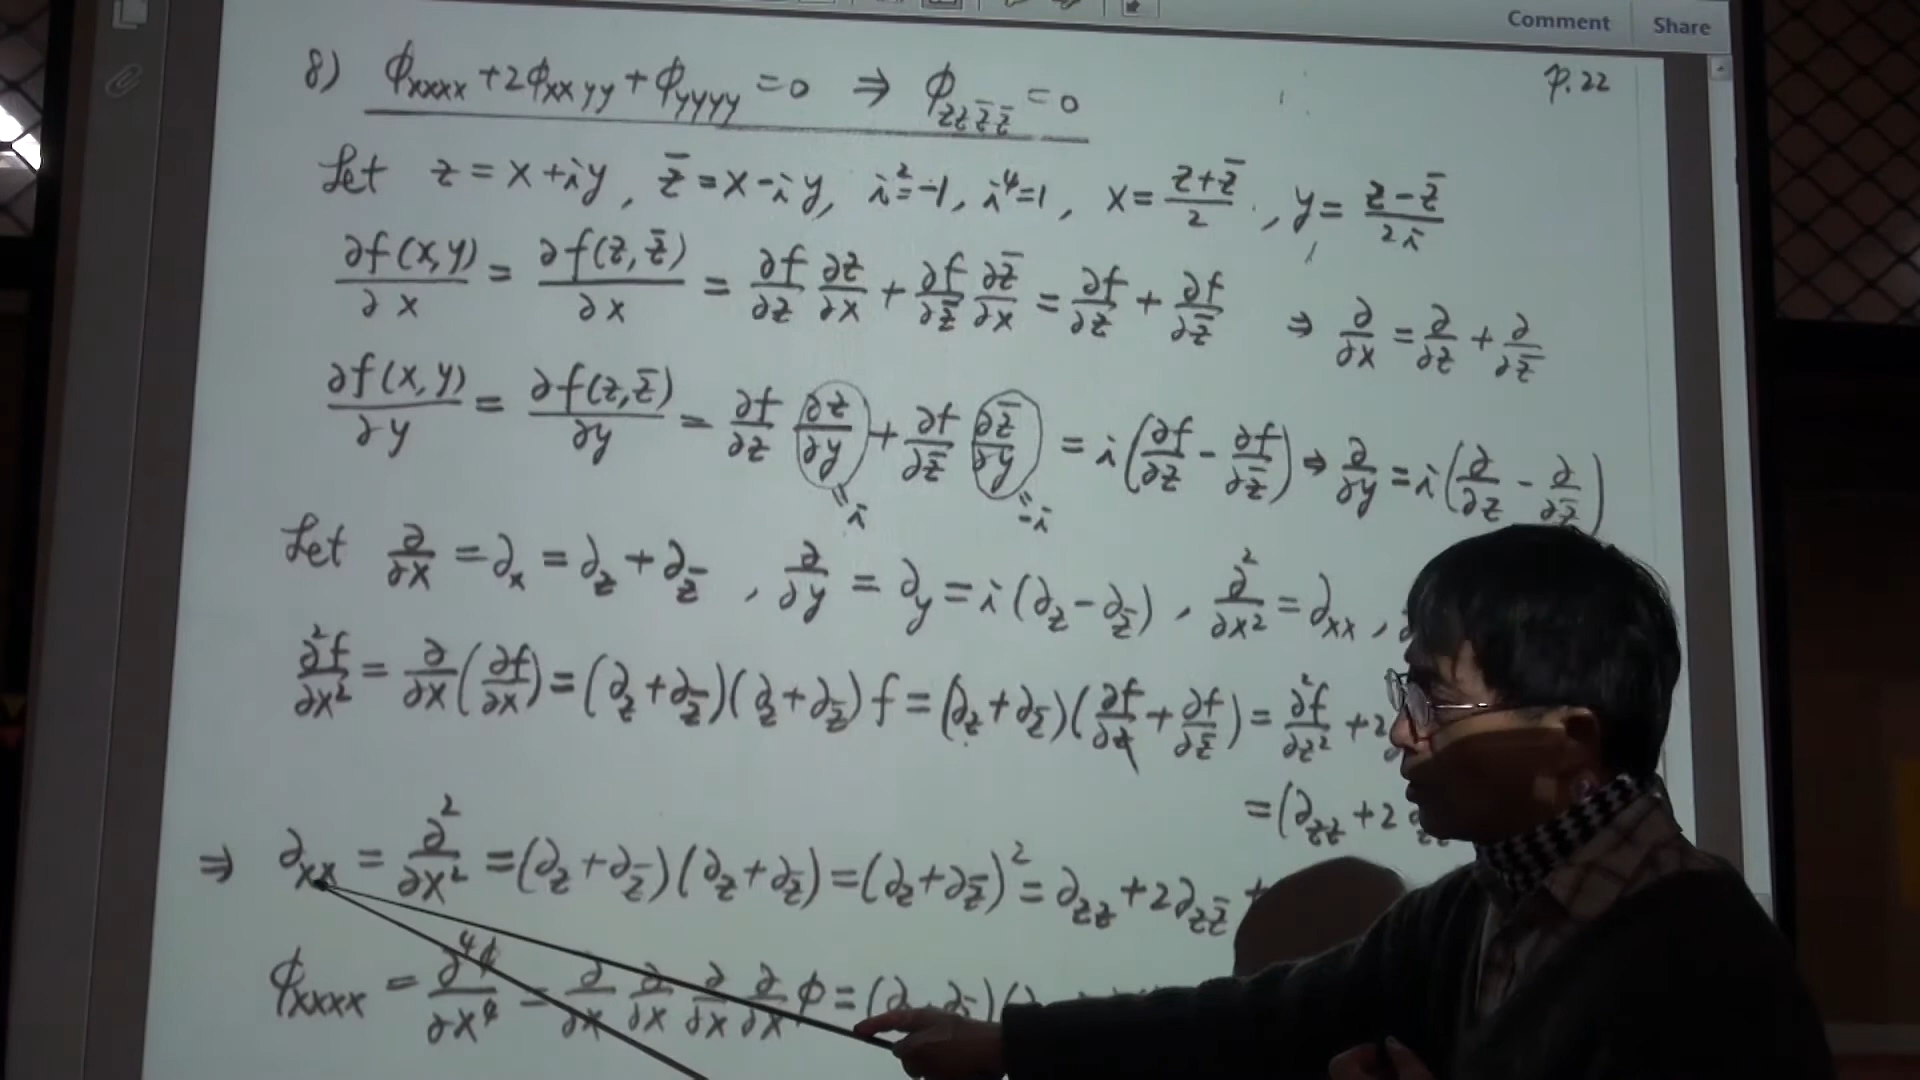 Comment Share
8) ϕxxxx + 2ϕxxyy + ϕyyyy = 0 ⇒ ϕzzz̄z̄ = 0 p.22
Let z = x + iy, z̄ = x - iy, i² = -1, i⁴ = 1, x = (z + z̄)/2, y = (z - z̄)/2i
∂f(x,y)/∂x = ∂f(z,z̄)/∂x = ∂f/∂z ∂z/∂x + ∂f/∂z̄ ∂z̄/∂x = ∂f/∂z + ∂f/∂z̄ ⇒ ∂/∂x = ∂/∂z + ∂/∂z̄
∂f(x,y)/∂y = ∂f(z,z̄)/∂y = ∂f/∂z ∂z/∂y + ∂f/∂z̄ ∂z̄/∂y = i(∂f/∂z - ∂f/∂z̄) ⇒ ∂/∂y = i(∂/∂z - ∂/∂z̄)
= i = -i
Let ∂/∂x = ∂x = ∂z + ∂z̄, ∂/∂y = ∂y = i(∂z - ∂z̄), ∂²/∂x² = ∂xx,
∂²f/∂x² = ∂/∂x(∂f/∂x) = (∂z + ∂z̄)(∂z + ∂z̄)f = (∂z + ∂z̄)(∂f/∂z + ∂f/∂z̄) = ∂²f/∂z² + 2
= (∂zz + 2
⇒ ∂xx = ∂²/∂x² = (∂z + ∂z̄)(∂z + ∂z̄) = (∂z + ∂z̄)² = ∂zz + 2∂zz̄ +
ϕxxxx = ∂⁴ϕ/∂x⁴ = ∂/∂x ∂/∂x ∂/∂x ∂/∂x ϕ = (∂z + ∂z̄)(